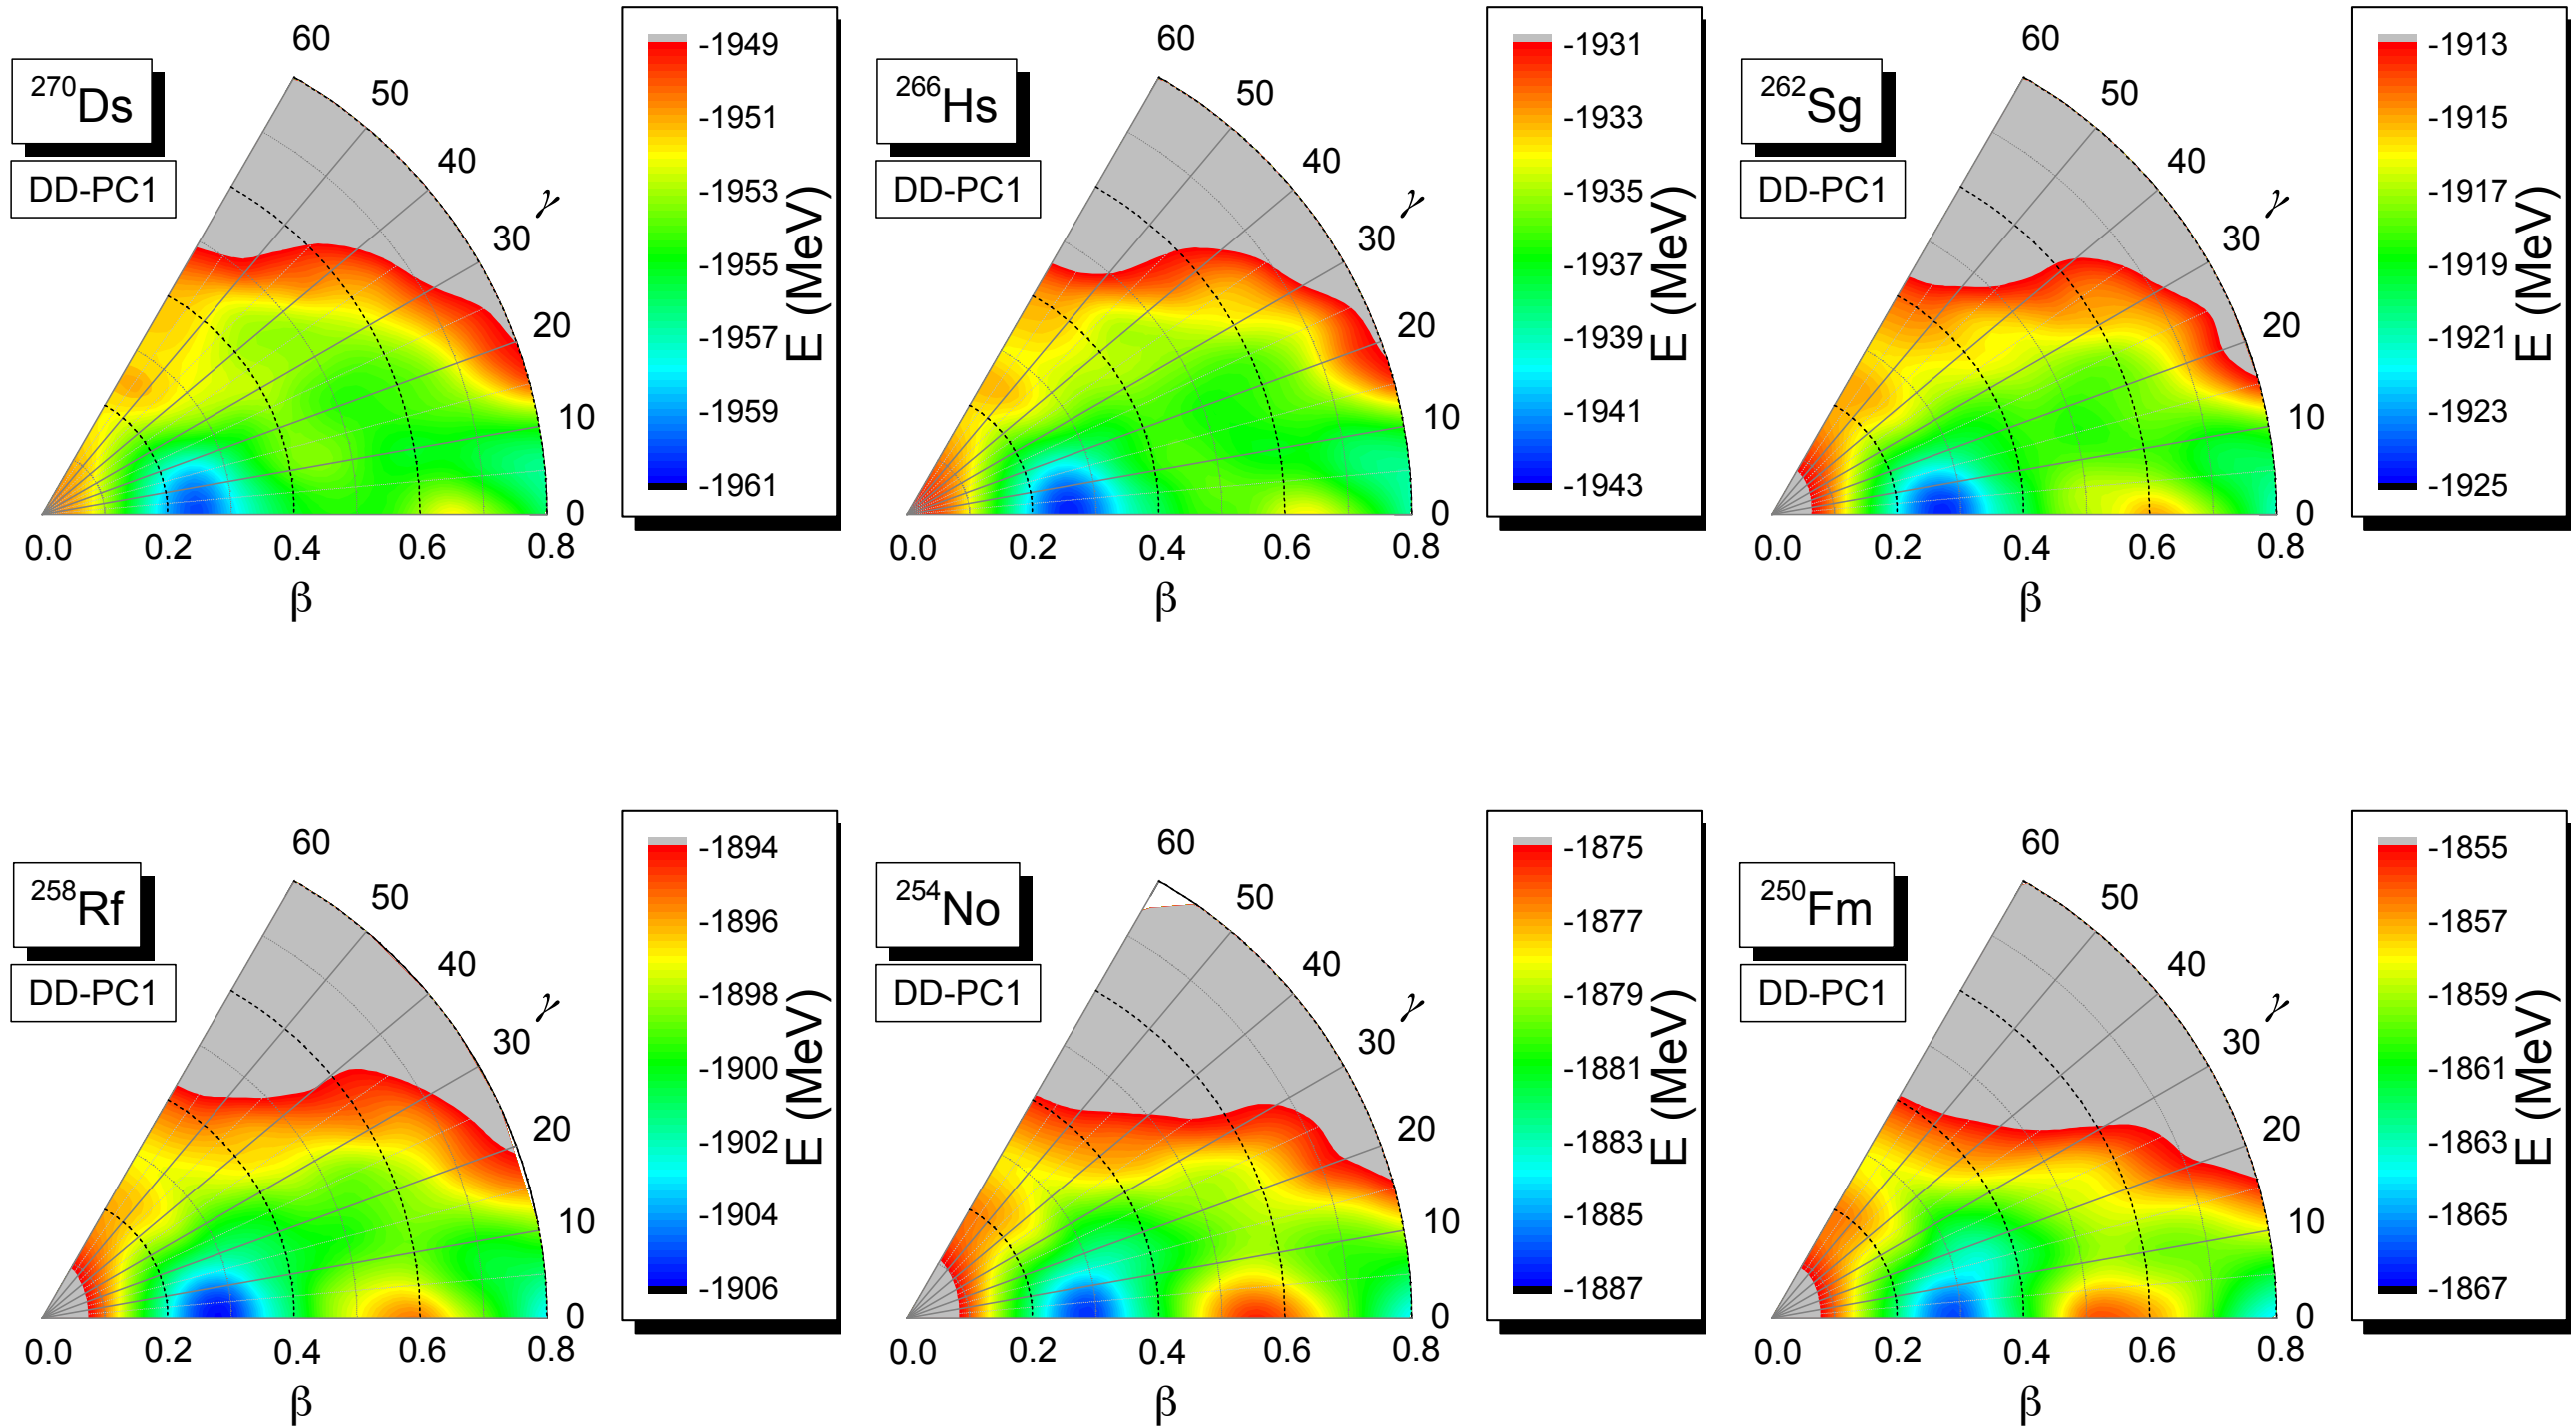 270Ds
DD-PC1
60
50
40
γ
30
20
10
0
0.0 0.2 0.4 0.6 0.8
β
-1949
-1951
-1953
-1955
-1957
-1959
-1961
E (MeV)
266Hs
DD-PC1
60
50
40
γ
30
20
10
0
0.0 0.2 0.4 0.6 0.8
β
-1931
-1933
-1935
-1937
-1939
-1941
-1943
E (MeV)
262Sg
DD-PC1
60
50
40
γ
30
20
10
0
0.0 0.2 0.4 0.6 0.8
β
-1913
-1915
-1917
-1919
-1921
-1923
-1925
E (MeV)
258Rf
DD-PC1
60
50
40
γ
30
20
10
0
0.0 0.2 0.4 0.6 0.8
β
-1894
-1896
-1898
-1900
-1902
-1904
-1906
E (MeV)
254No
DD-PC1
60
50
40
γ
30
20
10
0
0.0 0.2 0.4 0.6 0.8
β
-1875
-1877
-1879
-1881
-1883
-1885
-1887
E (MeV)
250Fm
DD-PC1
60
50
40
γ
30
20
10
0
0.0 0.2 0.4 0.6 0.8
β
-1855
-1857
-1859
-1861
-1863
-1865
-1867
E (MeV)